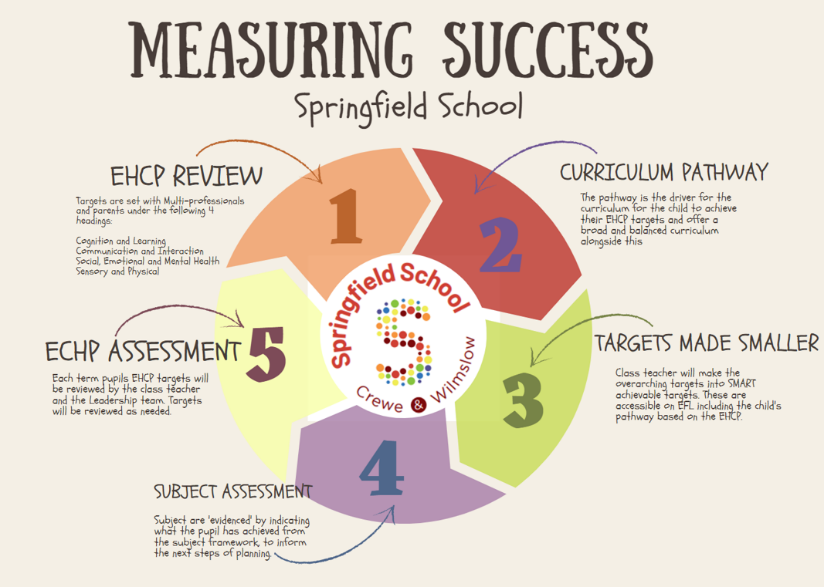 MEASURING SUCCESS
Springfield School
EHCP REVIEW
Targets are set with Multi-professionals
and parents under the following 4
headings:
Cognition and Learning
Communication and Interaction
Social, Emotional and Mental Health
Sensory and Physical
1
2
CURRICULUM PATHWAY
The pathway is the driver for the
curriculum for the child to achieve
their EHCP targets and offer a
broad and balanced curriculum
alongside this
Springfield School
S
Crewe & Wilmslow
TARGETS MADE SMALLER
Class teacher will make the
overarching targets into SMART
achievable targets. These are
accessible on EFL including the child's
pathway based on the EHCP.
3
ECHP ASSESSMENT
5
Each term pupils EHCP targets will
be reviewed by the class teacher
and the Leadership team. Targets
will be reviewed as needed.
4
SUBJECT ASSESSMENT
Subject are 'evidenced' by indicating
what the pupil has achieved from
the subject framework, to inform
the next steps of planning.